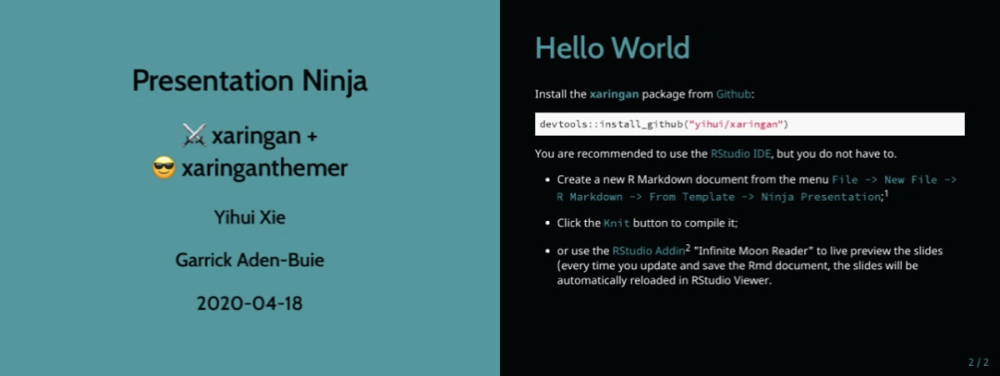 Presentation Ninja
⚔ xaringan +
😎 xaringanthemer
Yihui Xie
Garrick Aden-Buie
2020-04-18
Hello World
Install the xaringan package from Github:
devtools::install_github("yihui/xaringan")
You are recommended to use the RStudio IDE, but you do not have to.
• Create a new R Markdown document from the menu File -> New File ->
R Markdown -> From Template -> Ninja Presentation;1
• Click the Knit button to compile it;
• or use the RStudio Addin2 "Infinite Moon Reader" to live preview the slides
(every time you update and save the Rmd document, the slides will be
automatically reloaded in RStudio Viewer.
2 / 2